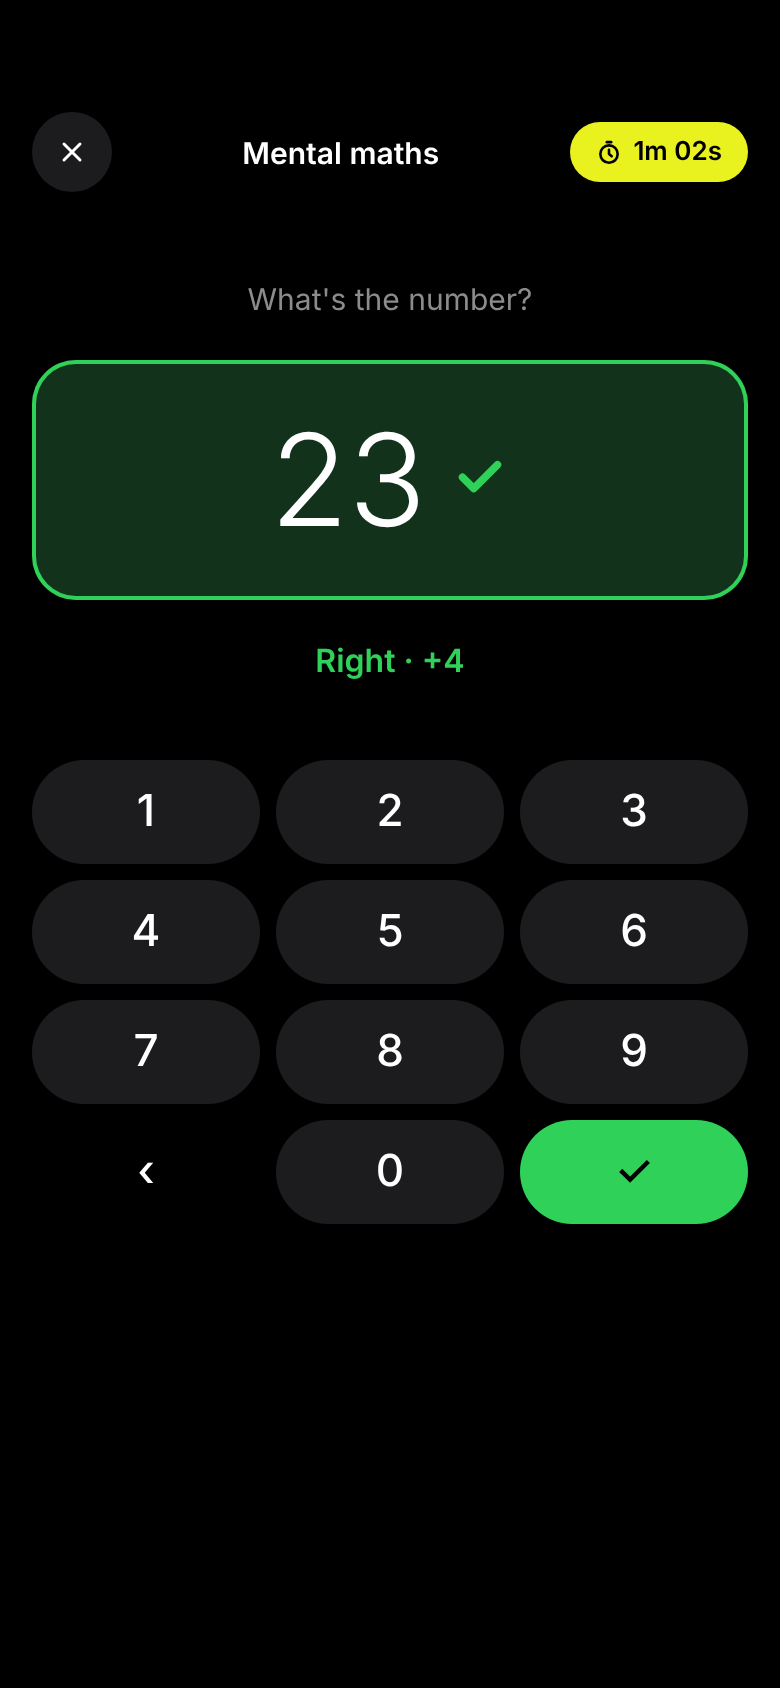 Mental maths
1m 02s
What's the number?
23
Right · +4
1 2 3
4 5 6
7 8 9
‹ 0